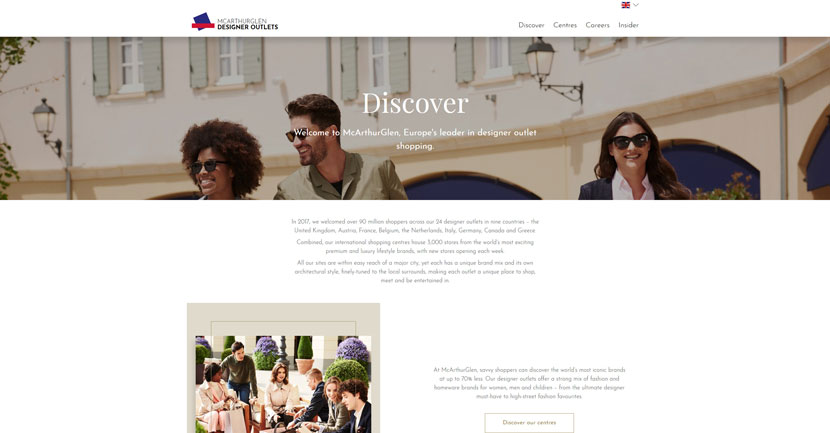 MCARTHURGLEN
DESIGNER OUTLETS
Discover Centres Careers Insider
Discover
Welcome to McArthurGlen, Europe's leader in designer outlet
shopping.
In 2017, we welcomed over 90 million shoppers across our 24 designer outlets in nine countries – the
United Kingdom, Austria, France, Belgium, the Netherlands, Italy, Germany, Canada and Greece.
Combined, our international shopping centres house 3,000 stores from the world's most exciting
premium and luxury lifestyle brands, with new stores opening each week.
All our sites are within easy reach of a major city, yet each has a unique brand mix and its own
architectural style, finely-tuned to the local surrounds, making each outlet a unique place to shop,
meet and be entertained.
At McArthurGlen, savvy shoppers can discover the world's most iconic brands
at up to 70% less. Our designer outlets offer a strong mix of fashion and
homeware brands for women, men and children – from the ultimate designer
must-have to high-street fashion favourites.
Discover our centres